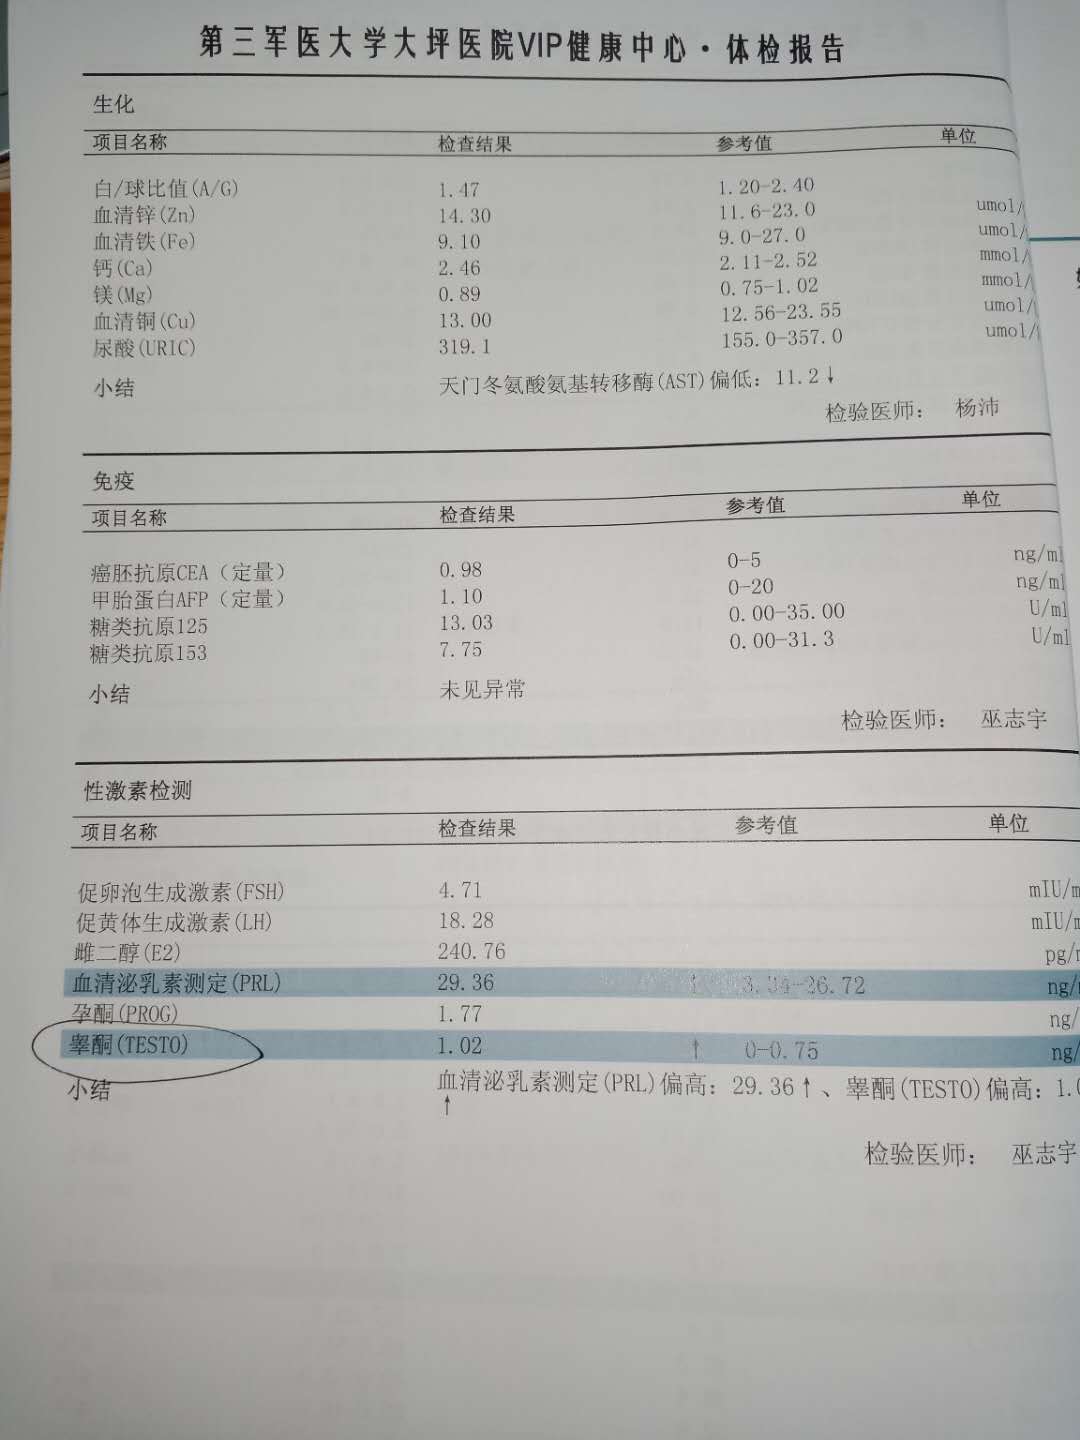 第三军医大学大坪医院VIP健康中心·体检报告
生化
项目名称 检查结果 参考值 单位
白/球比值(A/G) 1.47 1.20-2.40
血清锌(Zn) 14.30 11.6-23.0 umol/
血清铁(Fe) 9.10 9.0-27.0 umol/
钙(Ca) 2.46 2.11-2.52 mmol/
镁(Mg) 0.89 0.75-1.02 mmol/
血清铜(Cu) 13.00 12.56-23.55 umol/
尿酸(URIC) 319.1 155.0-357.0 umol/
小结 天门冬氨酸氨基转移酶(AST)偏低：11.2↓
检验医师： 杨沛
免疫
项目名称 检查结果 参考值 单位
癌胚抗原CEA（定量） 0.98 0-5 ng/ml
甲胎蛋白AFP（定量） 1.10 0-20 ng/ml
糖类抗原125 13.03 0.00-35.00 U/ml
糖类抗原153 7.75 0.00-31.3 U/ml
小结 未见异常
检验医师： 巫志宇
性激素检测
项目名称 检查结果 参考值 单位
促卵泡生成激素(FSH) 4.71 mIU/m
促黄体生成激素(LH) 18.28 mIU/m
雌二醇(E2) 240.76 pg/
血清泌乳素测定(PRL) 29.36 ↑ -26.72 ng/
孕酮(PROG) 1.77 ng/
睾酮(TESTO) 1.02 ↑ 0-0.75 ng/
小结 血清泌乳素测定(PRL)偏高：29.36↑、睾酮(TESTO)偏高：1.0
↑
检验医师： 巫志宇